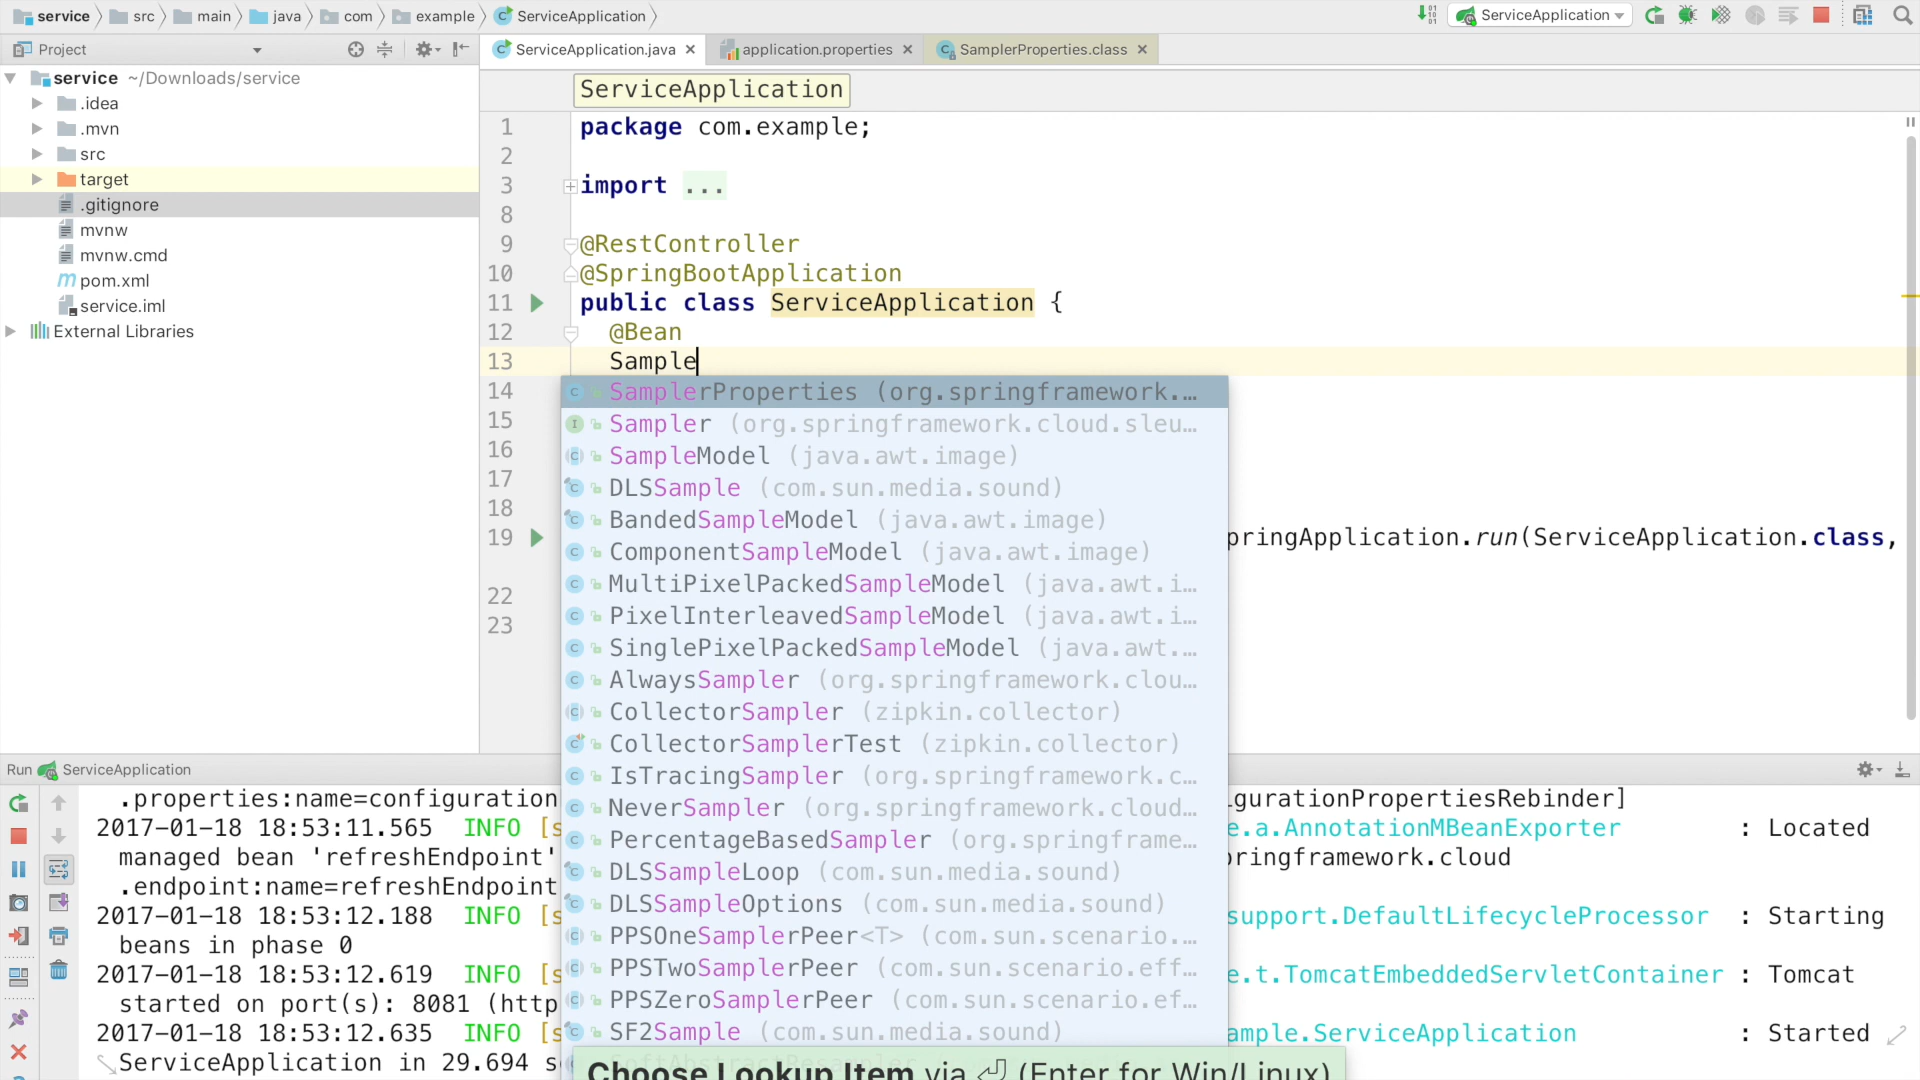 service src main java com example ServiceApplication
ServiceApplication
Project
ServiceApplication.java application.properties SamplerProperties.class
service ~/Downloads/service
.idea
.mvn
src
target
.gitignore
mvnw
mvnw.cmd
pom.xml
service.iml
External Libraries
ServiceApplication
1 package com.example;
2
3 import ...
8
9 @RestController
10 @SpringBootApplication
11 public class ServiceApplication {
12 @Bean
13 Sample
14
15
16
17
18
19 pringApplication.run(ServiceApplication.class,
22
23
SamplerProperties (org.springframework.…
Sampler (org.springframework.cloud.sleu…
SampleModel (java.awt.image)
DLSSample (com.sun.media.sound)
BandedSampleModel (java.awt.image)
ComponentSampleModel (java.awt.image)
MultiPixelPackedSampleModel (java.awt.i…
PixelInterleavedSampleModel (java.awt.i…
SinglePixelPackedSampleModel (java.awt.…
AlwaysSampler (org.springframework.clou…
CollectorSampler (zipkin.collector)
CollectorSamplerTest (zipkin.collector)
IsTracingSampler (org.springframework.c…
NeverSampler (org.springframework.cloud…
PercentageBasedSampler (org.springframe…
DLSSampleLoop (com.sun.media.sound)
DLSSampleOptions (com.sun.media.sound)
PPSOneSamplerPeer<T> (com.sun.scenario.…
PPSTwoSamplerPeer (com.sun.scenario.eff…
PPSZeroSamplerPeer (com.sun.scenario.ef…
SF2Sample (com.sun.media.sound)
Choose Lookup Item via ⏎ (Enter for Win/Linux)
Run ServiceApplication
.properties:name=configuration gurationPropertiesRebinder]
2017-01-18 18:53:11.565 INFO [s e.a.AnnotationMBeanExporter : Located
managed bean 'refreshEndpoint' ringframework.cloud
.endpoint:name=refreshEndpoint
2017-01-18 18:53:12.188 INFO [s support.DefaultLifecycleProcessor : Starting
beans in phase 0
2017-01-18 18:53:12.619 INFO [s e.t.TomcatEmbeddedServletContainer : Tomcat
started on port(s): 8081 (http
2017-01-18 18:53:12.635 INFO [s ample.ServiceApplication : Started
ServiceApplication in 29.694 s